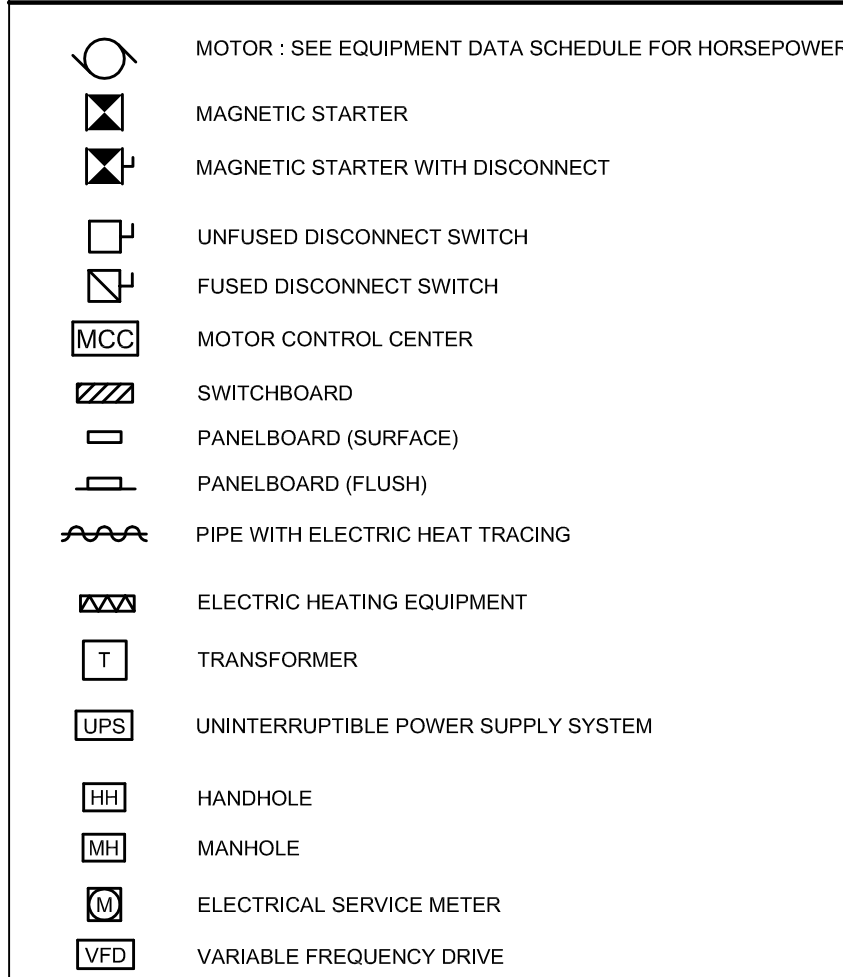 MOTOR : SEE EQUIPMENT DATA SCHEDULE FOR HORSEPOWER
MAGNETIC STARTER
MAGNETIC STARTER WITH DISCONNECT
UNFUSED DISCONNECT SWITCH
FUSED DISCONNECT SWITCH
MCC MOTOR CONTROL CENTER
SWITCHBOARD
PANELBOARD (SURFACE)
PANELBOARD (FLUSH)
PIPE WITH ELECTRIC HEAT TRACING
ELECTRIC HEATING EQUIPMENT
T TRANSFORMER
UPS UNINTERRUPTIBLE POWER SUPPLY SYSTEM
HH HANDHOLE
MH MANHOLE
M ELECTRICAL SERVICE METER
VFD VARIABLE FREQUENCY DRIVE